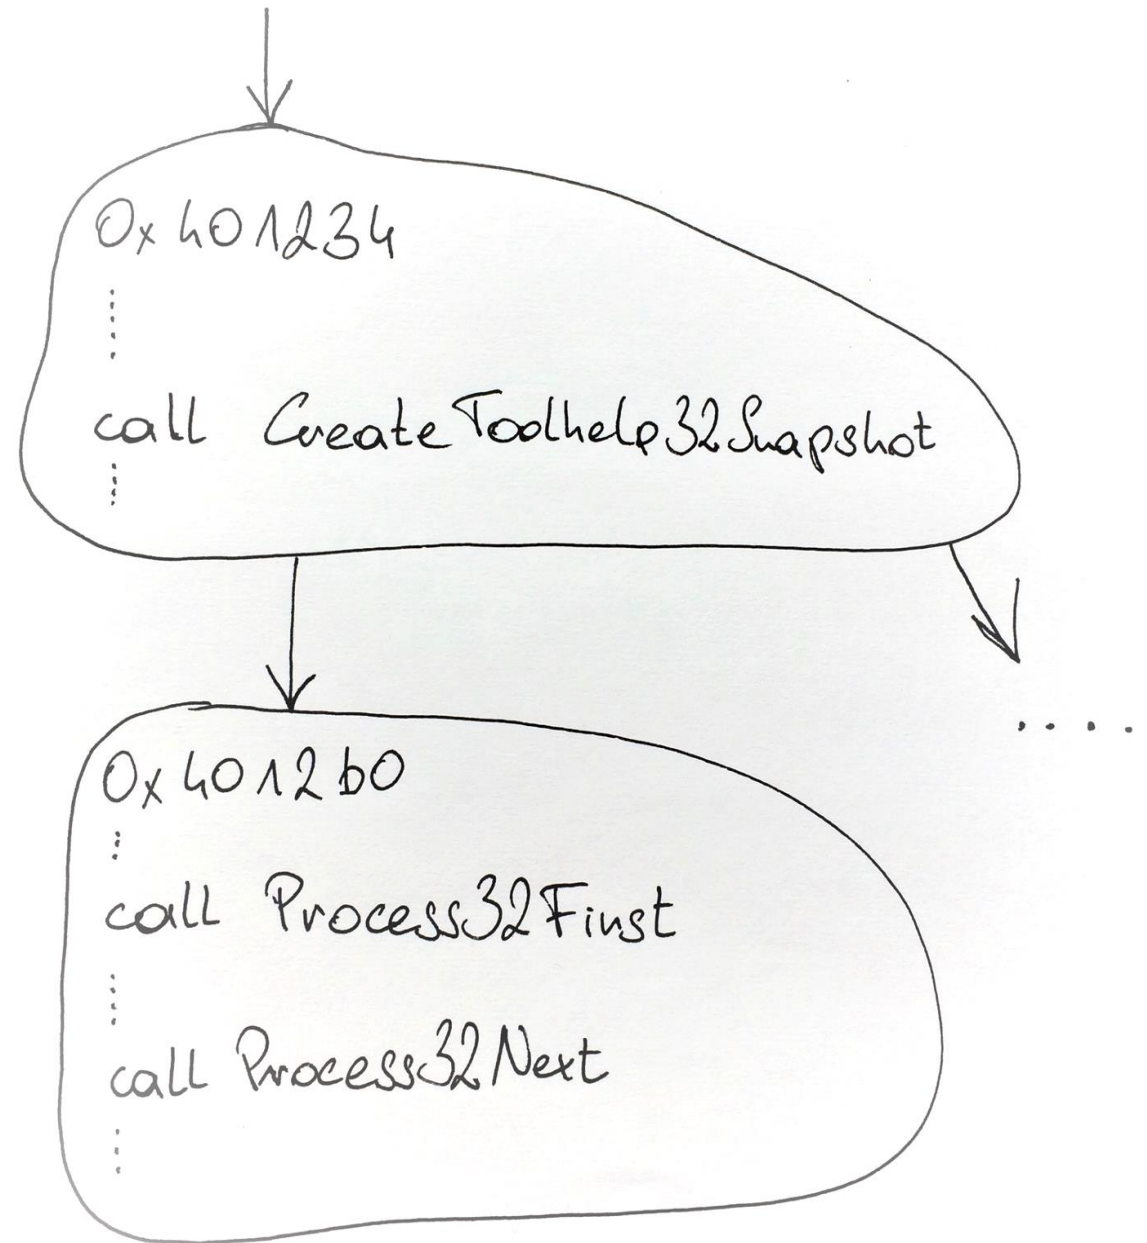 0x401234
call CreateToolhelp32Snapshot
0x4012b0
call Process32First
call Process32Next